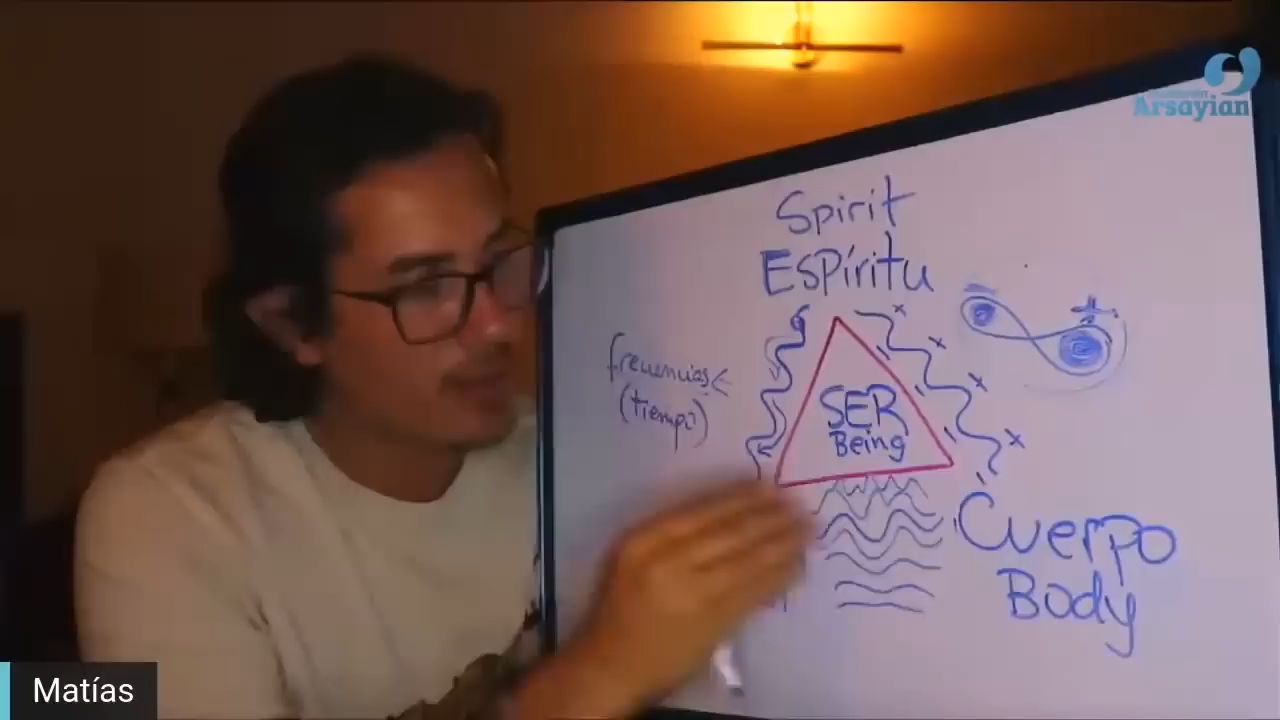 Arsayian
Spirit
Espíritu
frecuencias
(tiempo)
SER
Being
Cuerpo
Body
Matías